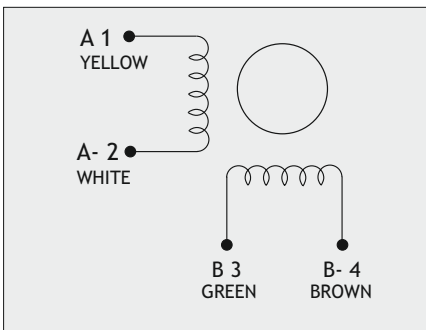 A 1
YELLOW
A- 2
WHITE
B 3 B- 4
GREEN BROWN